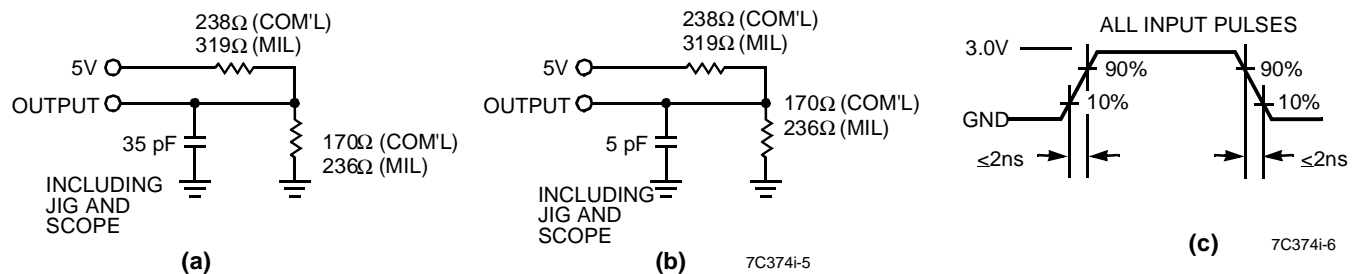 238Ω (COM'L)
319Ω (MIL)
5V
OUTPUT
35 pF
170Ω (COM'L)
236Ω (MIL)
INCLUDING
JIG AND
SCOPE
(a)
238Ω (COM'L)
319Ω (MIL)
5V
OUTPUT
170Ω (COM'L)
236Ω (MIL)
5 pF
INCLUDING
JIG AND
SCOPE
(b)
7C374i-5
ALL INPUT PULSES
3.0V
90%
90%
10%
10%
GND
≤2ns
≤2ns
(c)
7C374i-6